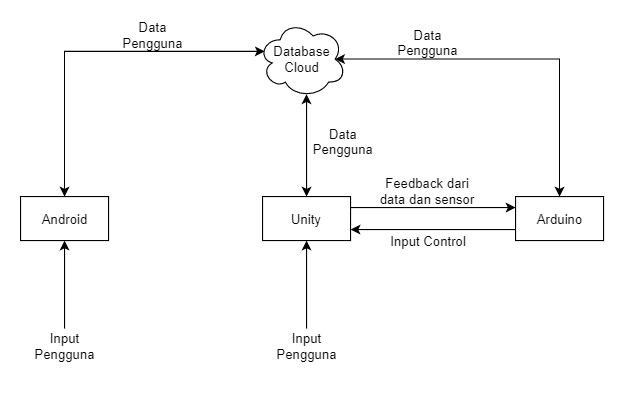 Data
Pengguna
Database
Cloud
Data
Pengguna
Data
Pengguna
Android
Unity
Feedback dari
data dan sensor
Input Control
Arduino
Input
Pengguna
Input
Pengguna